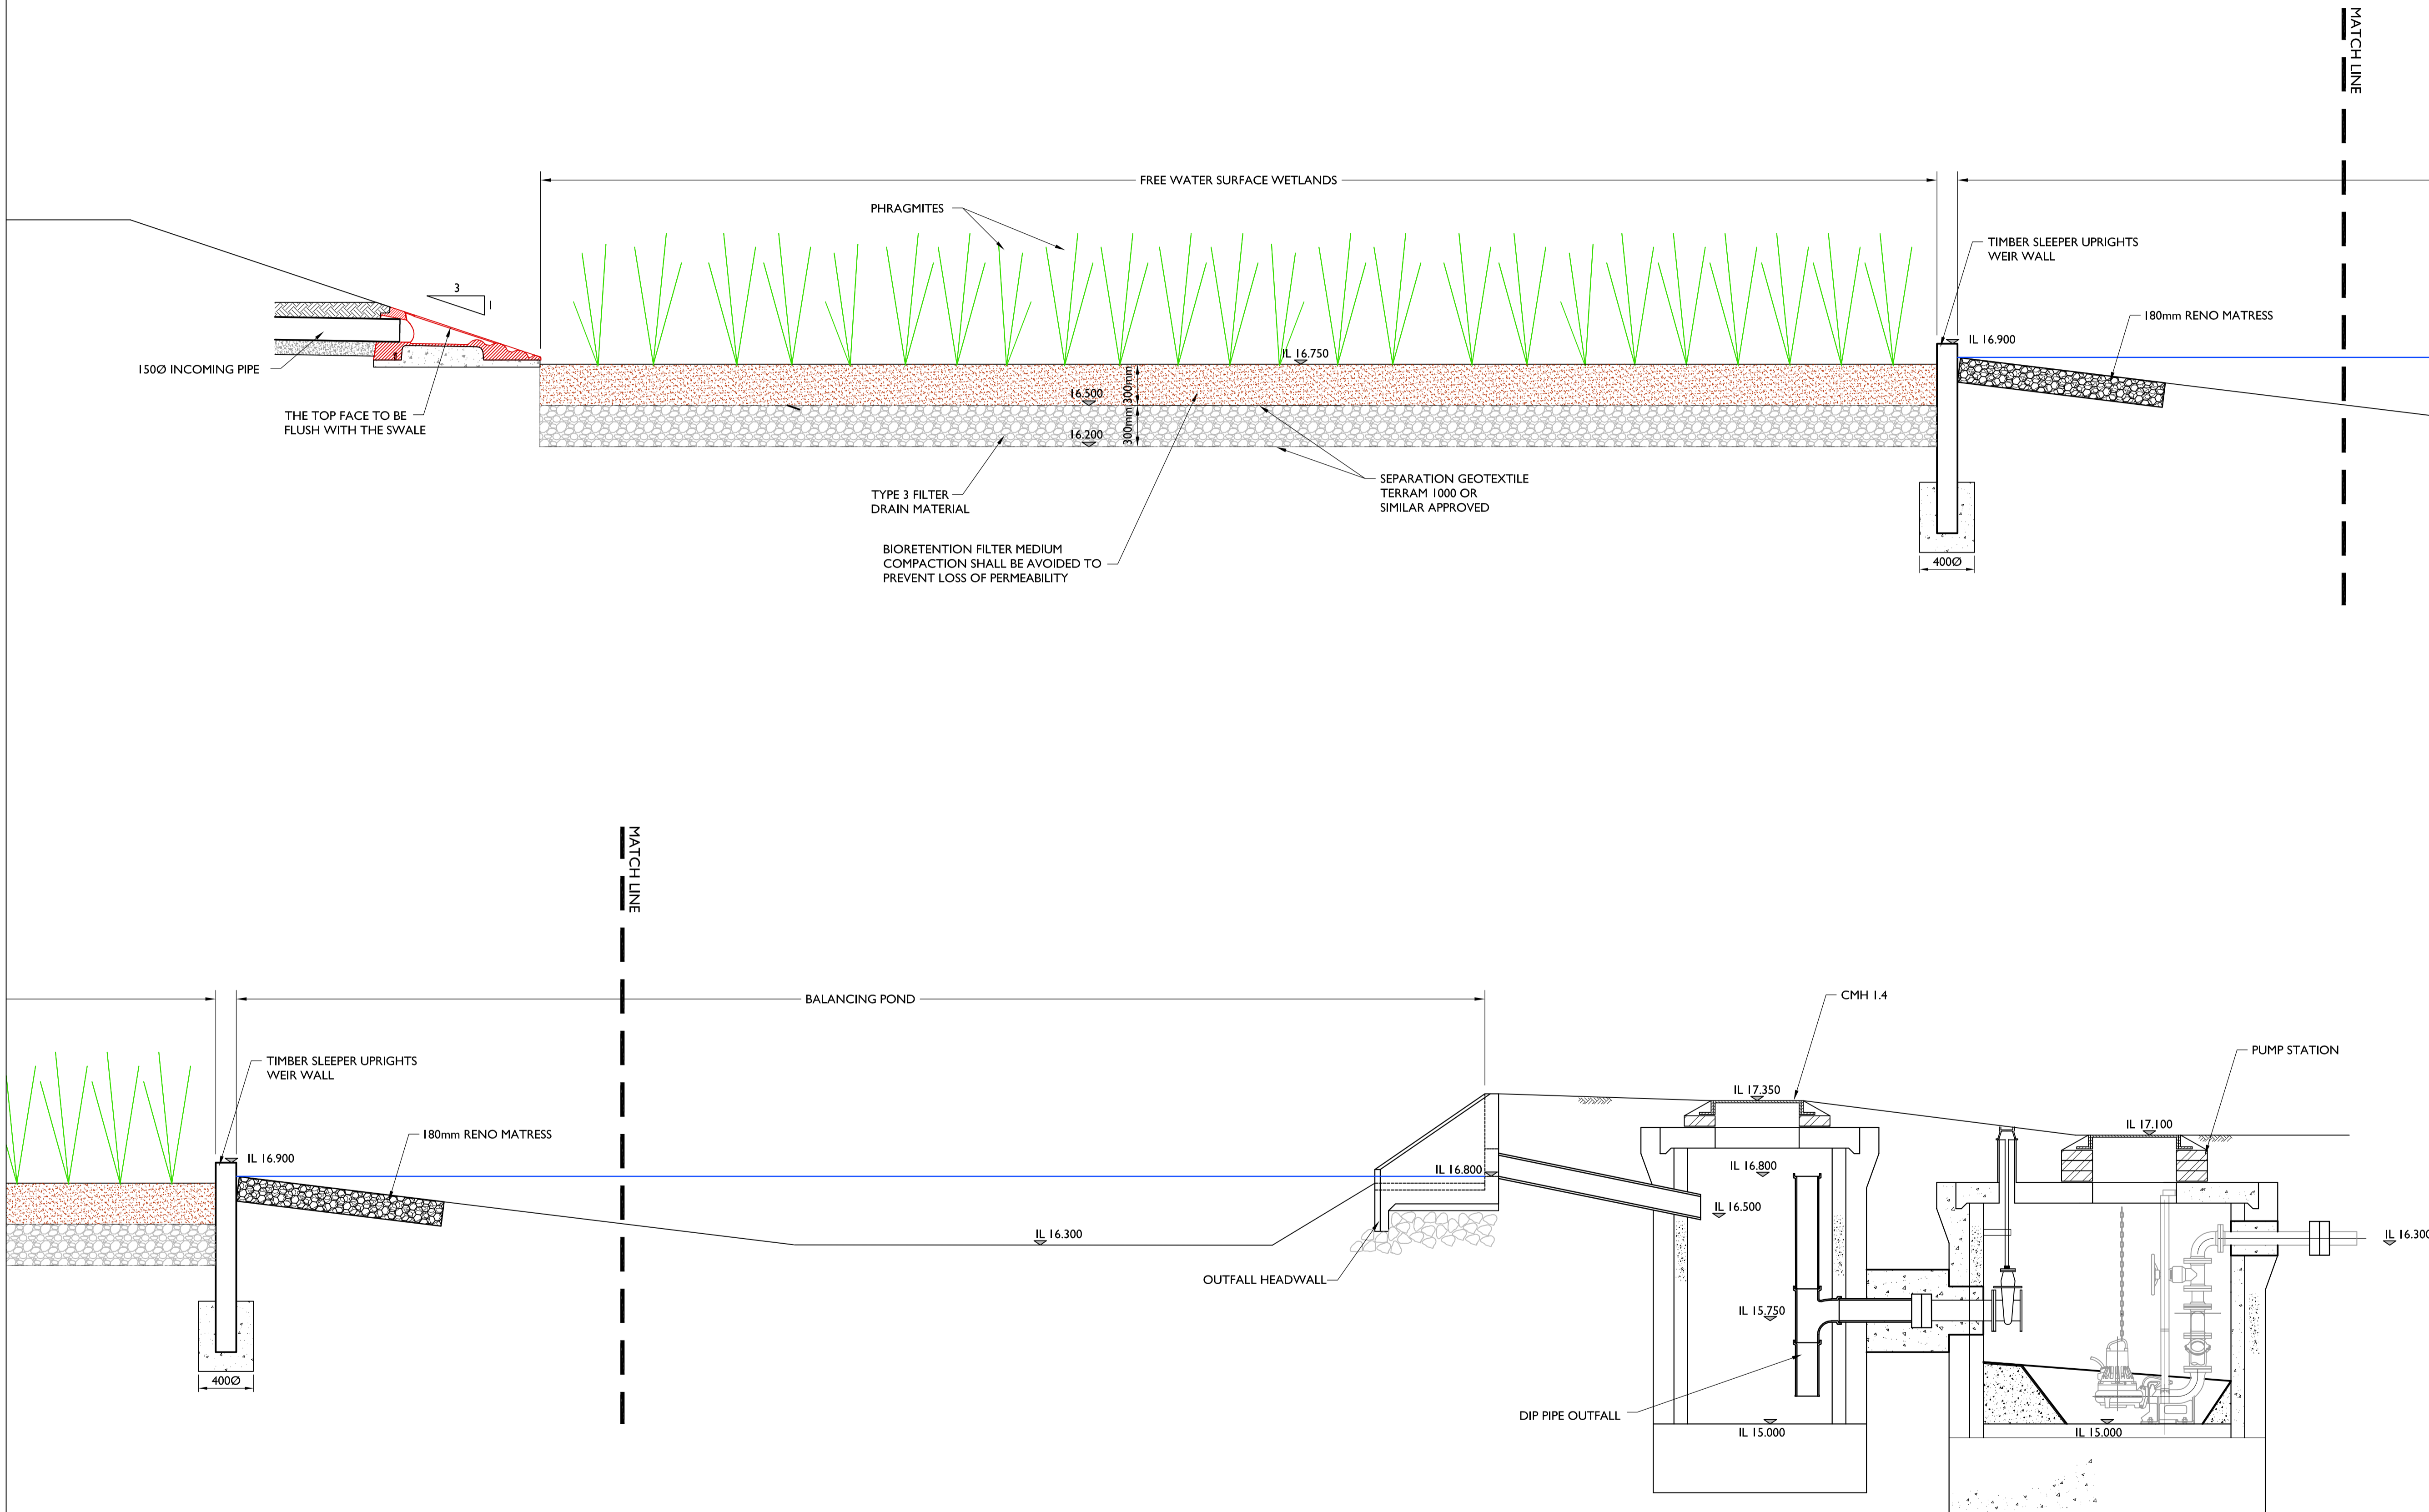 MATCH LINE
FREE WATER SURFACE WETLANDS
PHRAGMITES
TIMBER SLEEPER UPRIGHTS
WEIR WALL
3
1
180mm RENO MATRESS
IL 16.900
IL 16.750
150Ø INCOMING PIPE
300mm
16.500
THE TOP FACE TO BE
FLUSH WITH THE SWALE
300mm
16.200
SEPARATION GEOTEXTILE
TERRAM 1000 OR
SIMILAR APPROVED
TYPE 3 FILTER
DRAIN MATERIAL
BIORETENTION FILTER MEDIUM
COMPACTION SHALL BE AVOIDED TO
PREVENT LOSS OF PERMEABILITY
400Ø
MATCH LINE
BALANCING POND
CMH 1.4
TIMBER SLEEPER UPRIGHTS
WEIR WALL
PUMP STATION
IL 17.350
IL 17.100
180mm RENO MATRESS
IL 16.900
IL 16.800
IL 16.800
IL 16.500
IL 16.300
IL 16.300
OUTFALL HEADWALL
IL 15.750
400Ø
DIP PIPE OUTFALL
IL 15.000
IL 15.000